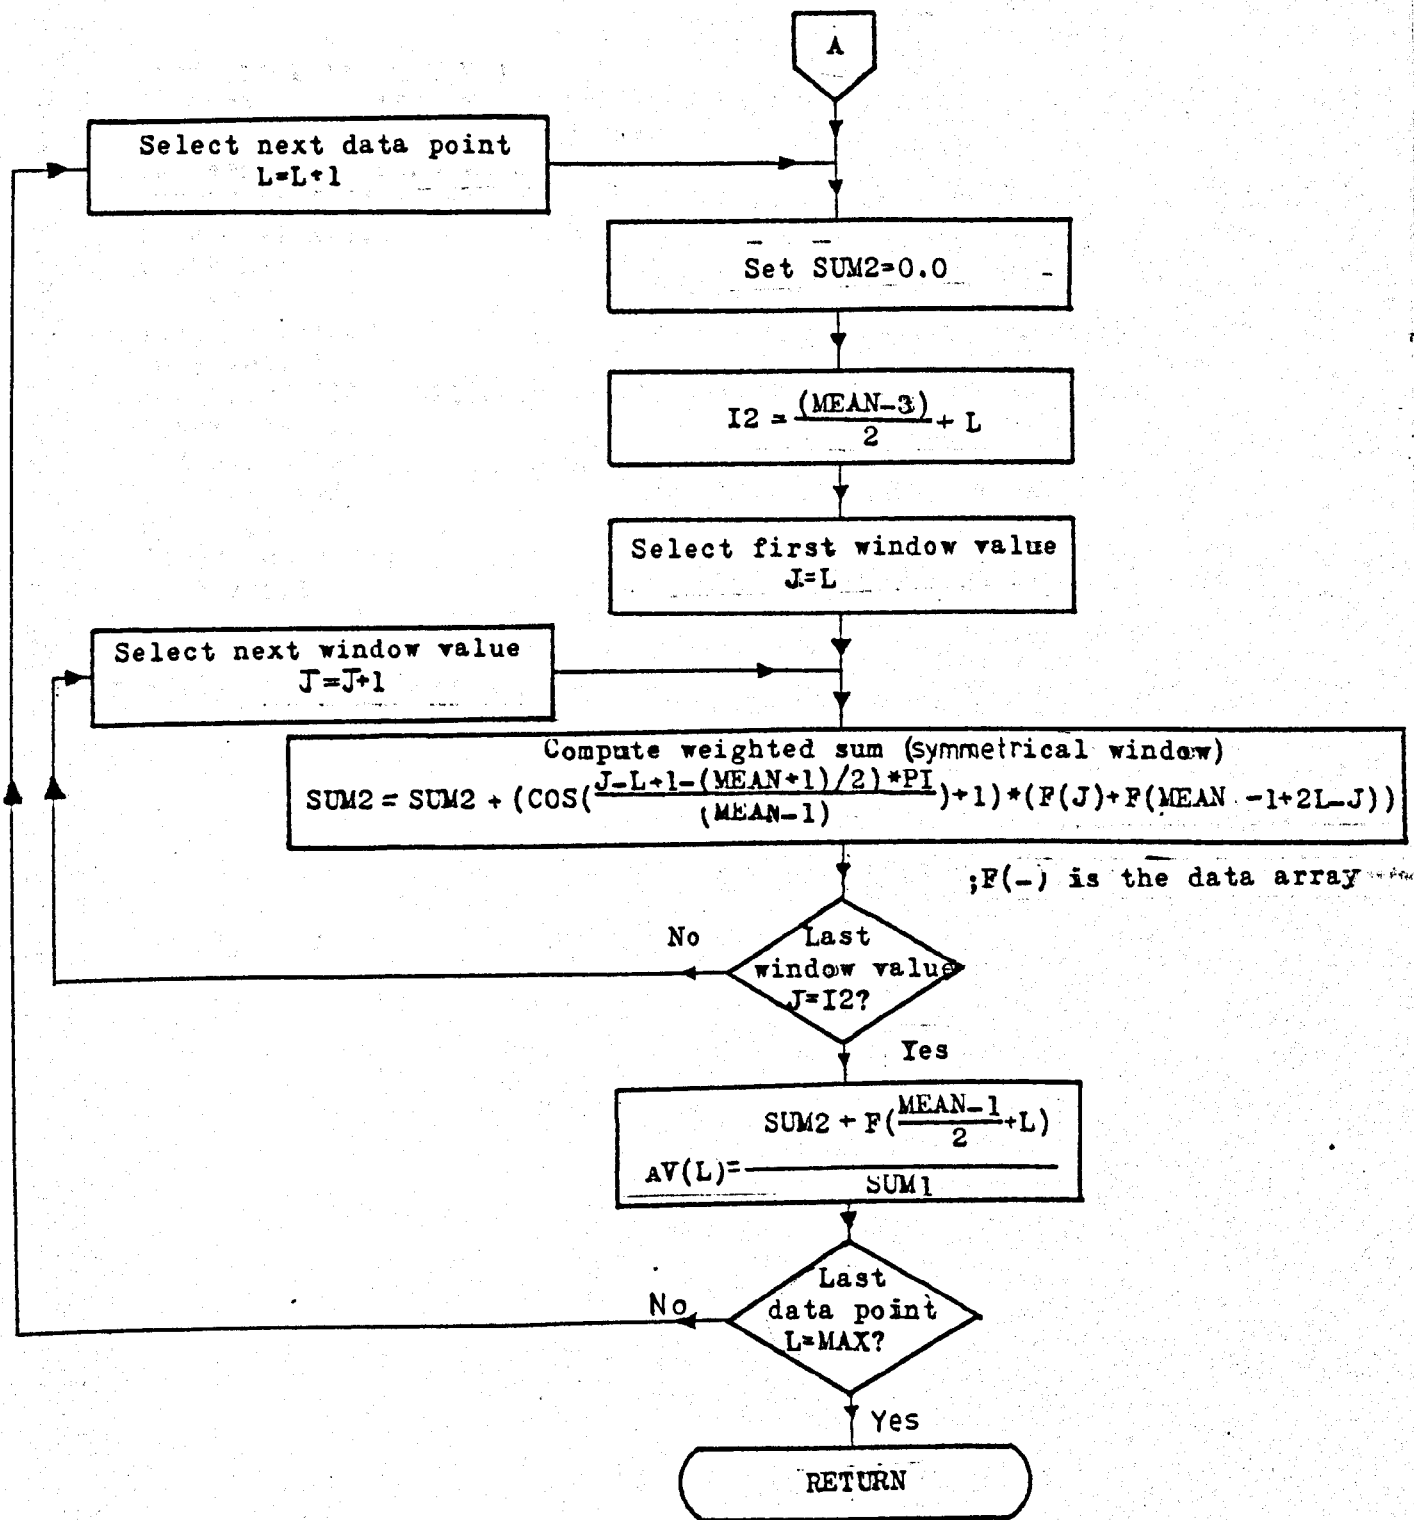 A
Select next data point
L=L+1
Set SUM2=0.0
I2 = (MEAN-3)/2 + L
Select first window value
J=L
Select next window value
J=J+1
Compute weighted sum (symmetrical window)
SUM2 = SUM2 + (COS(J-L+1-(MEAN+1)/2)*PI/(MEAN-1))+1)*(F(J)+F(MEAN -1+2L-J))
;F(-) is the data array
No
Last
window value
J=I2?
Yes
SUM2 + F(MEAN-1/2+L)
AV(L)=
SUM1
Last
No
data point
L=MAX?
Yes
RETURN